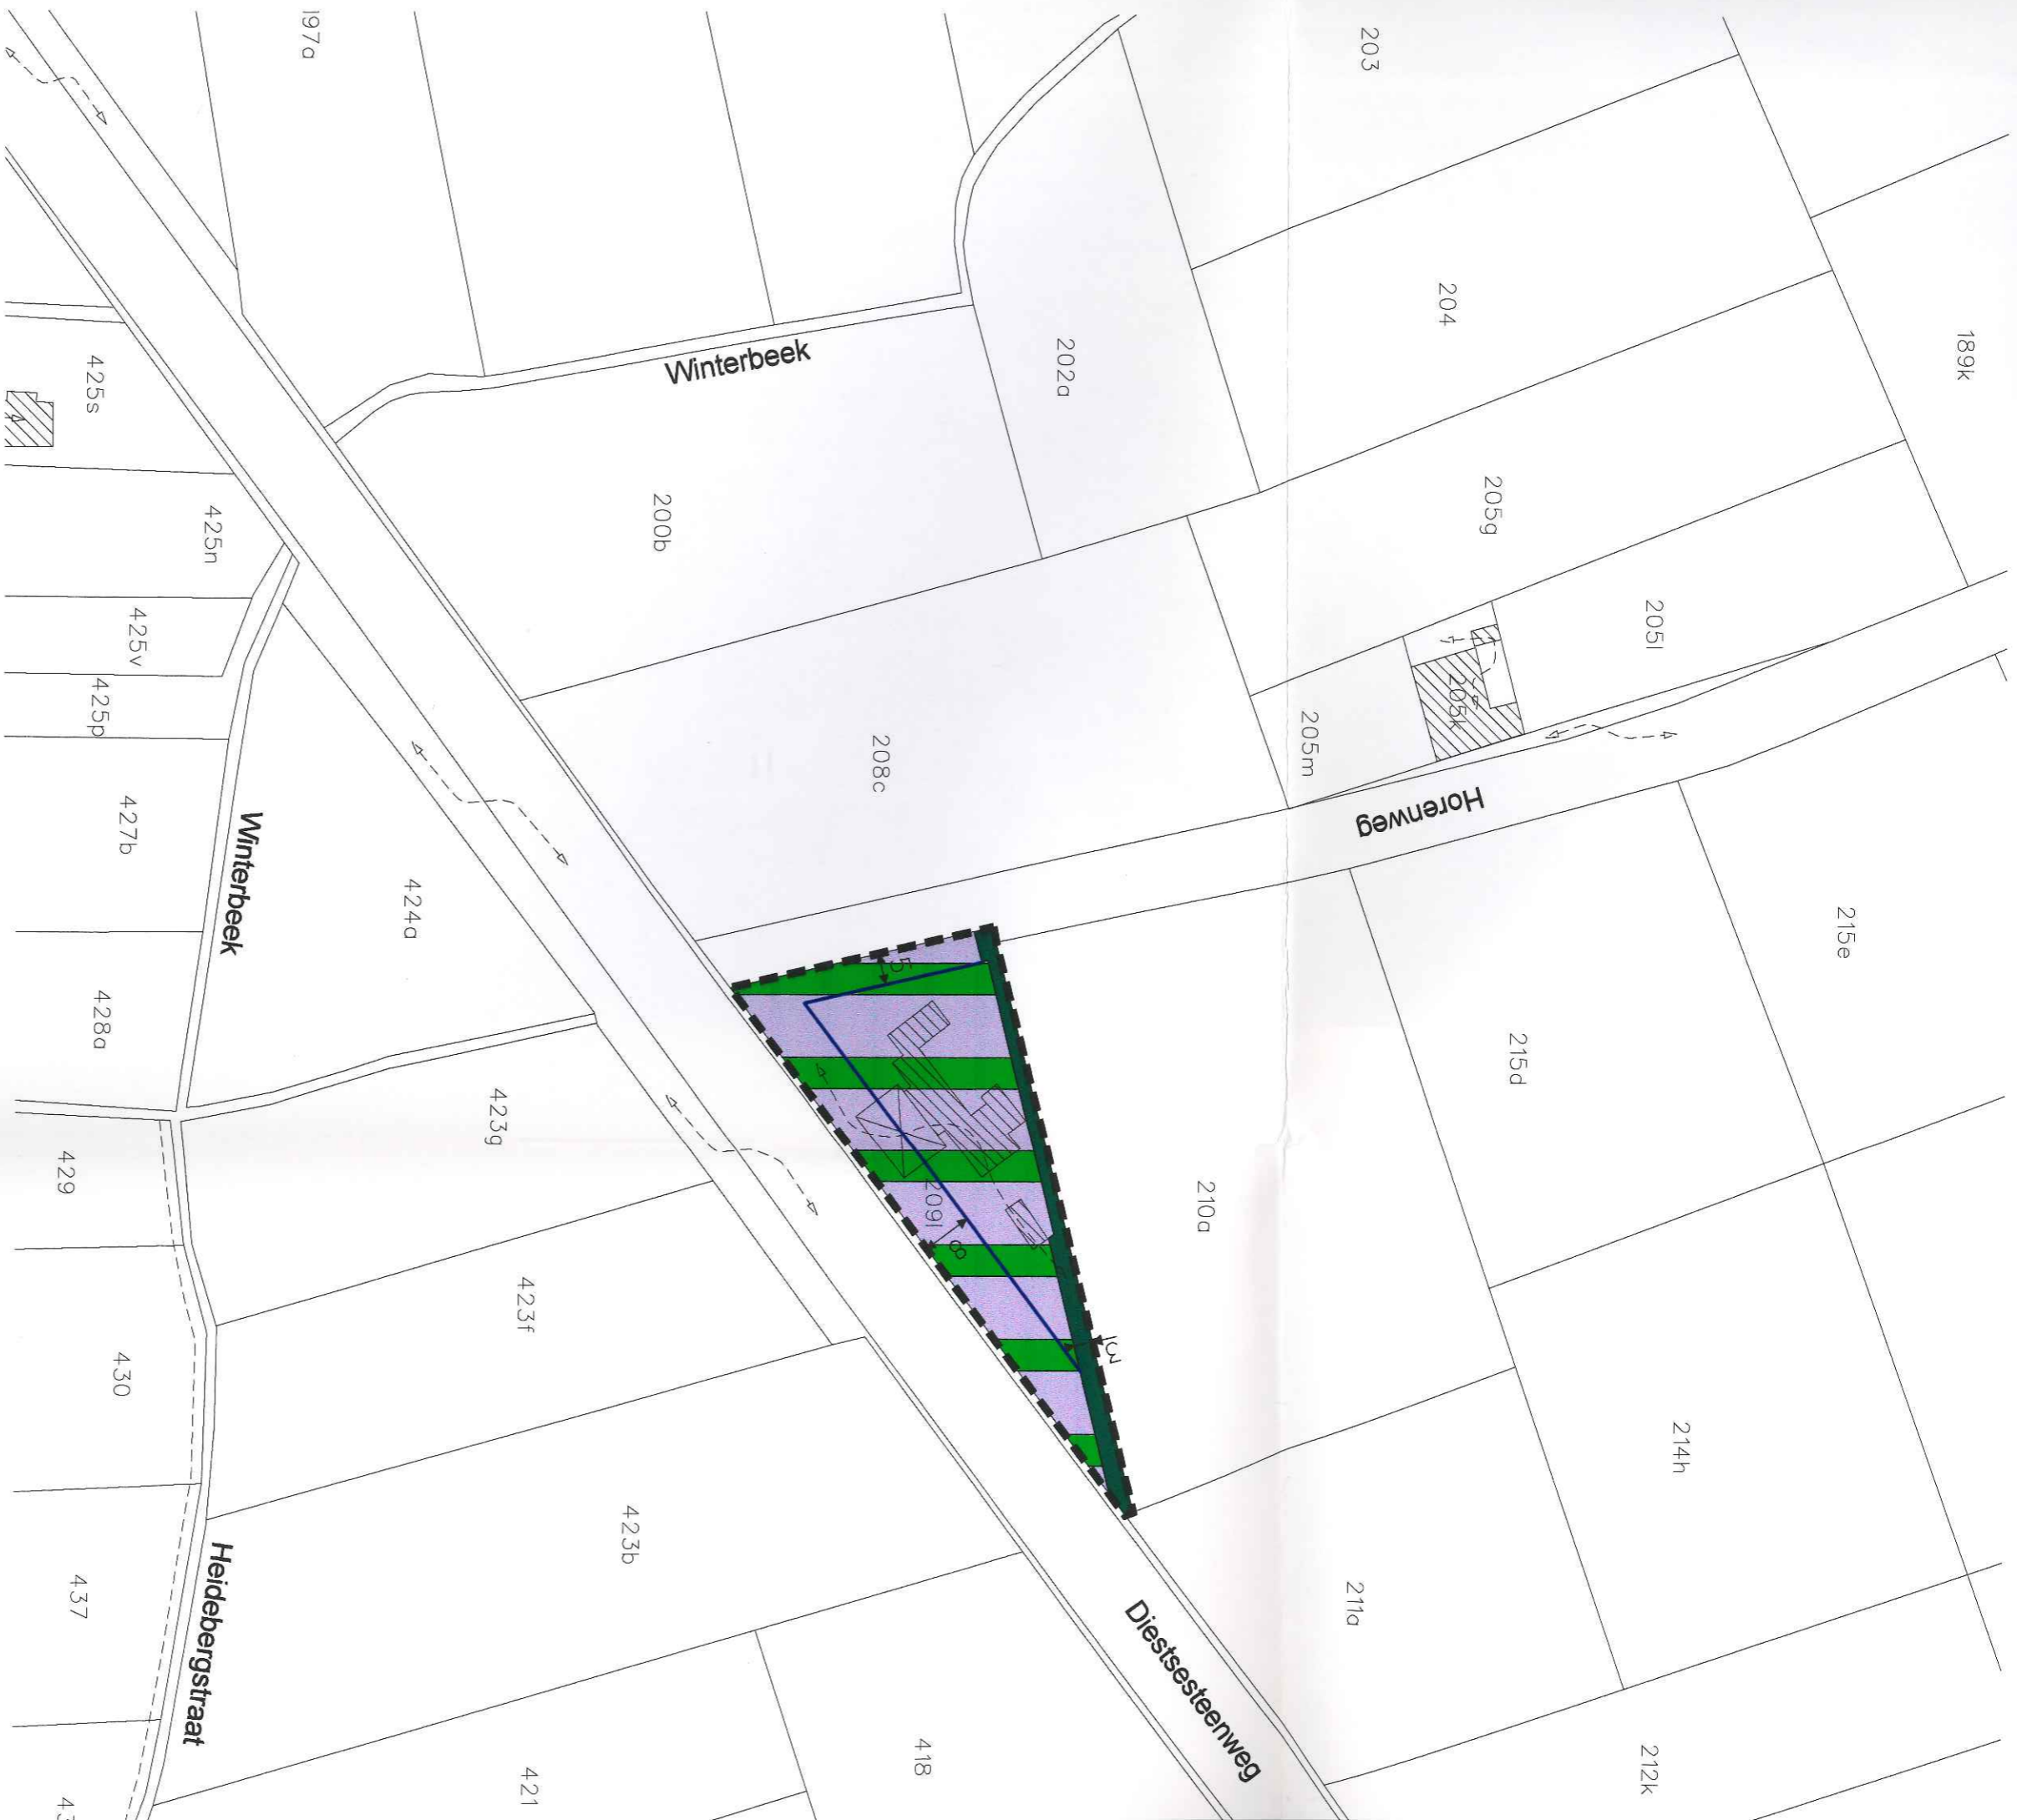 197a
203
189k
204
202a
Winterbeek
425s
200b
205g
425n
205l
425v
425p
205k
205m
208c
Horenweg
427b
Winterbeek
424a
215e
428a
5
215d
423g
429
209l
210a
8
423f
3
430
214h
423b
437
211a
Heidebergstraat
Diestsesteenweg
418
421
212k